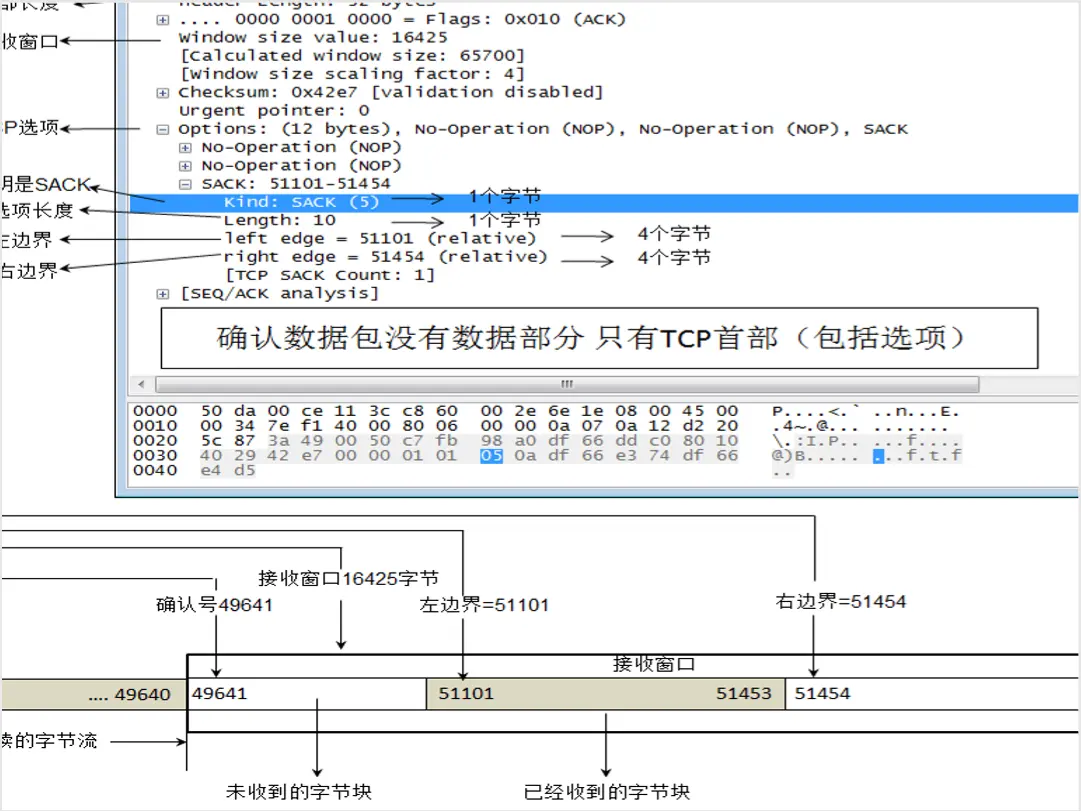 部长度
Header Length: 32 bytes
.... 0000 0001 0000 = Flags: 0x010 (ACK)
收窗口
Window size value: 16425
[Calculated window size: 65700]
[Window size scaling factor: 4]
Checksum: 0x42e7 [validation disabled]
Urgent pointer: 0
P选项
Options: (12 bytes), No-Operation (NOP), No-Operation (NOP), SACK
No-Operation (NOP)
No-Operation (NOP)
明是SACK
SACK: 51101-51454
Kind: SACK (5)
1个字节
选项长度
Length: 10
1个字节
左边界
left edge = 51101 (relative)
4个字节
右边界
right edge = 51454 (relative)
4个字节
[TCP SACK Count: 1]
[SEQ/ACK analysis]
确认数据包没有数据部分 只有TCP首部（包括选项）
0000 50 da 00 ce 11 3c c8 60 00 2e 6e 1e 08 00 45 00 P....<.` ..n...E.
0010 00 34 7e f1 40 00 80 06 00 00 0a 07 0a 12 d2 20 .4~.@... .......
0020 5c 87 3a 49 00 50 c7 fb 98 a0 df 66 dd c0 80 10 \.:I.P.. ...f....
0030 40 29 42 e7 00 00 01 01 05 0a df 66 e3 74 df 66 @)B..... ...f.t.f
0040 e4 d5 ..
接收窗口16425字节
确认号49641
左边界=51101
右边界=51454
接收窗口
.... 49640
49641
51101
51453
51454
读的字节流
未收到的字节块
已经收到的字节块